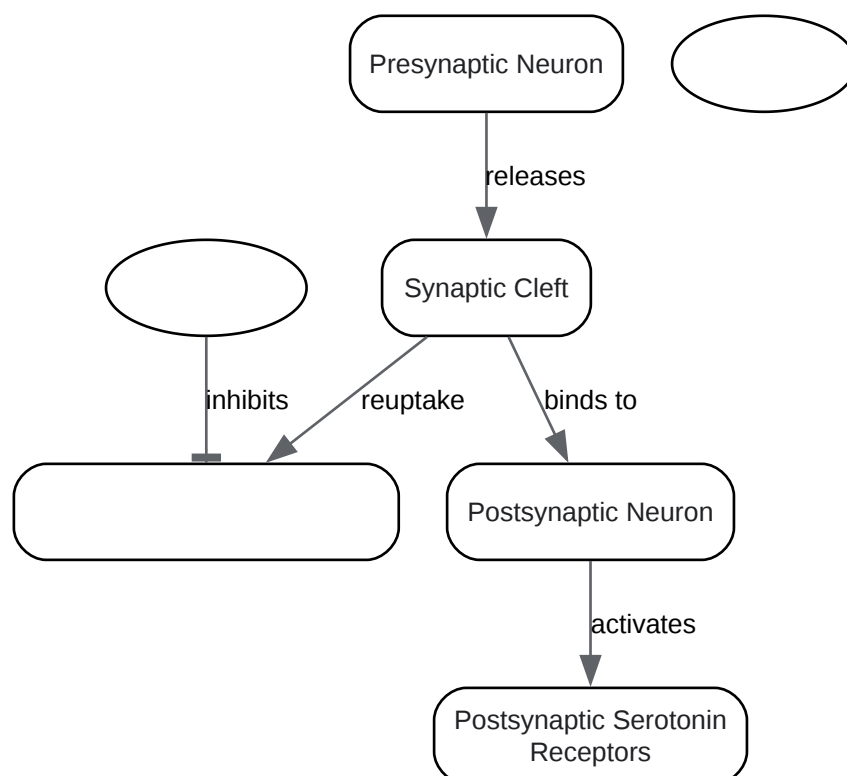 Presynaptic Neuron
releases
Synaptic Cleft
inhibits
reuptake
binds to
Postsynaptic Neuron
activates
Postsynaptic Serotonin
Receptors